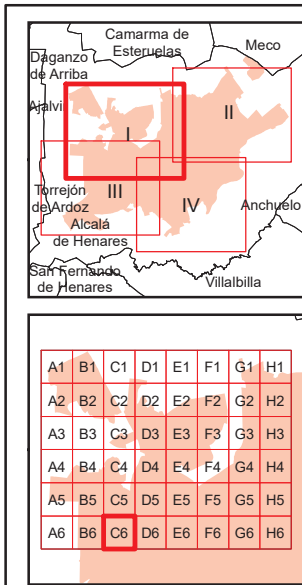 Camarma de
Esteruelas
Meco
Daganzo
de Arriba
Ajalvi
I
II
Torrejón
de Ardoz
III
IV
Anchuelo
Alcalá
de Henares
San Fernando
de Henares
Villalbilla
A1 B1 C1 D1 E1 F1 G1 H1
A2 B2 C2 D2 E2 F2 G2 H2
A3 B3 C3 D3 E3 F3 G3 H3
A4 B4 C4 D4 E4 F4 G4 H4
A5 B5 C5 D5 E5 F5 G5 H5
A6 B6 C6 D6 E6 F6 G6 H6